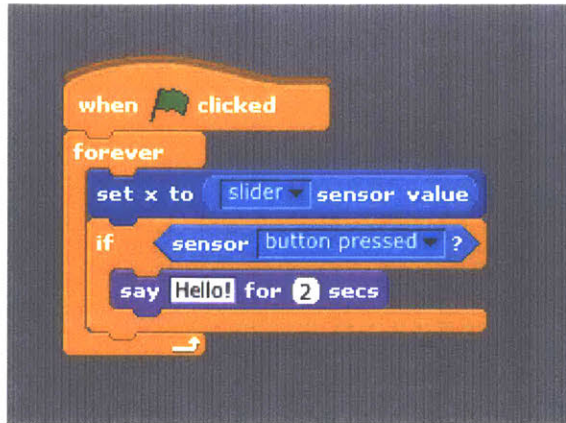 when clicked
forever
set x to slider sensor value
if sensor button pressed ?
say Hello! for 2 secs